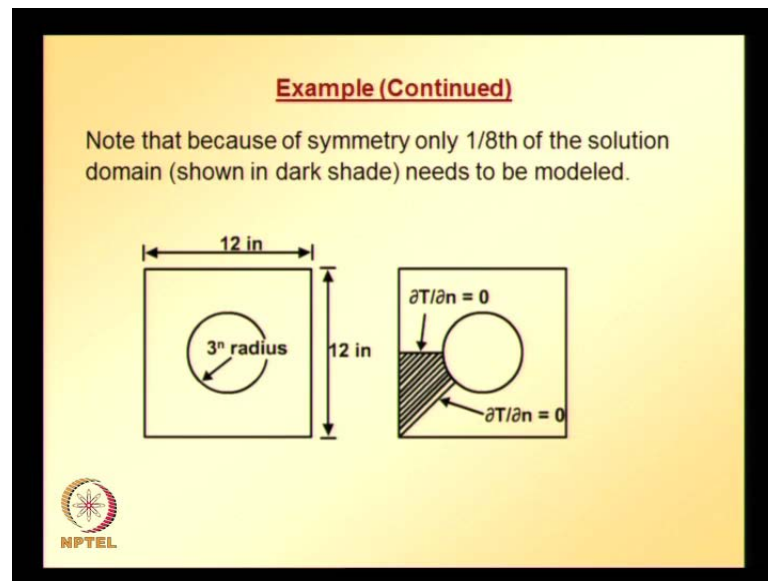 Example (Continued)
Note that because of symmetry only 1/8th of the solution
domain (shown in dark shade) needs to be modeled.
12 in
3" radius
12 in
∂T/∂n = 0
∂T/∂n = 0
NPTEL